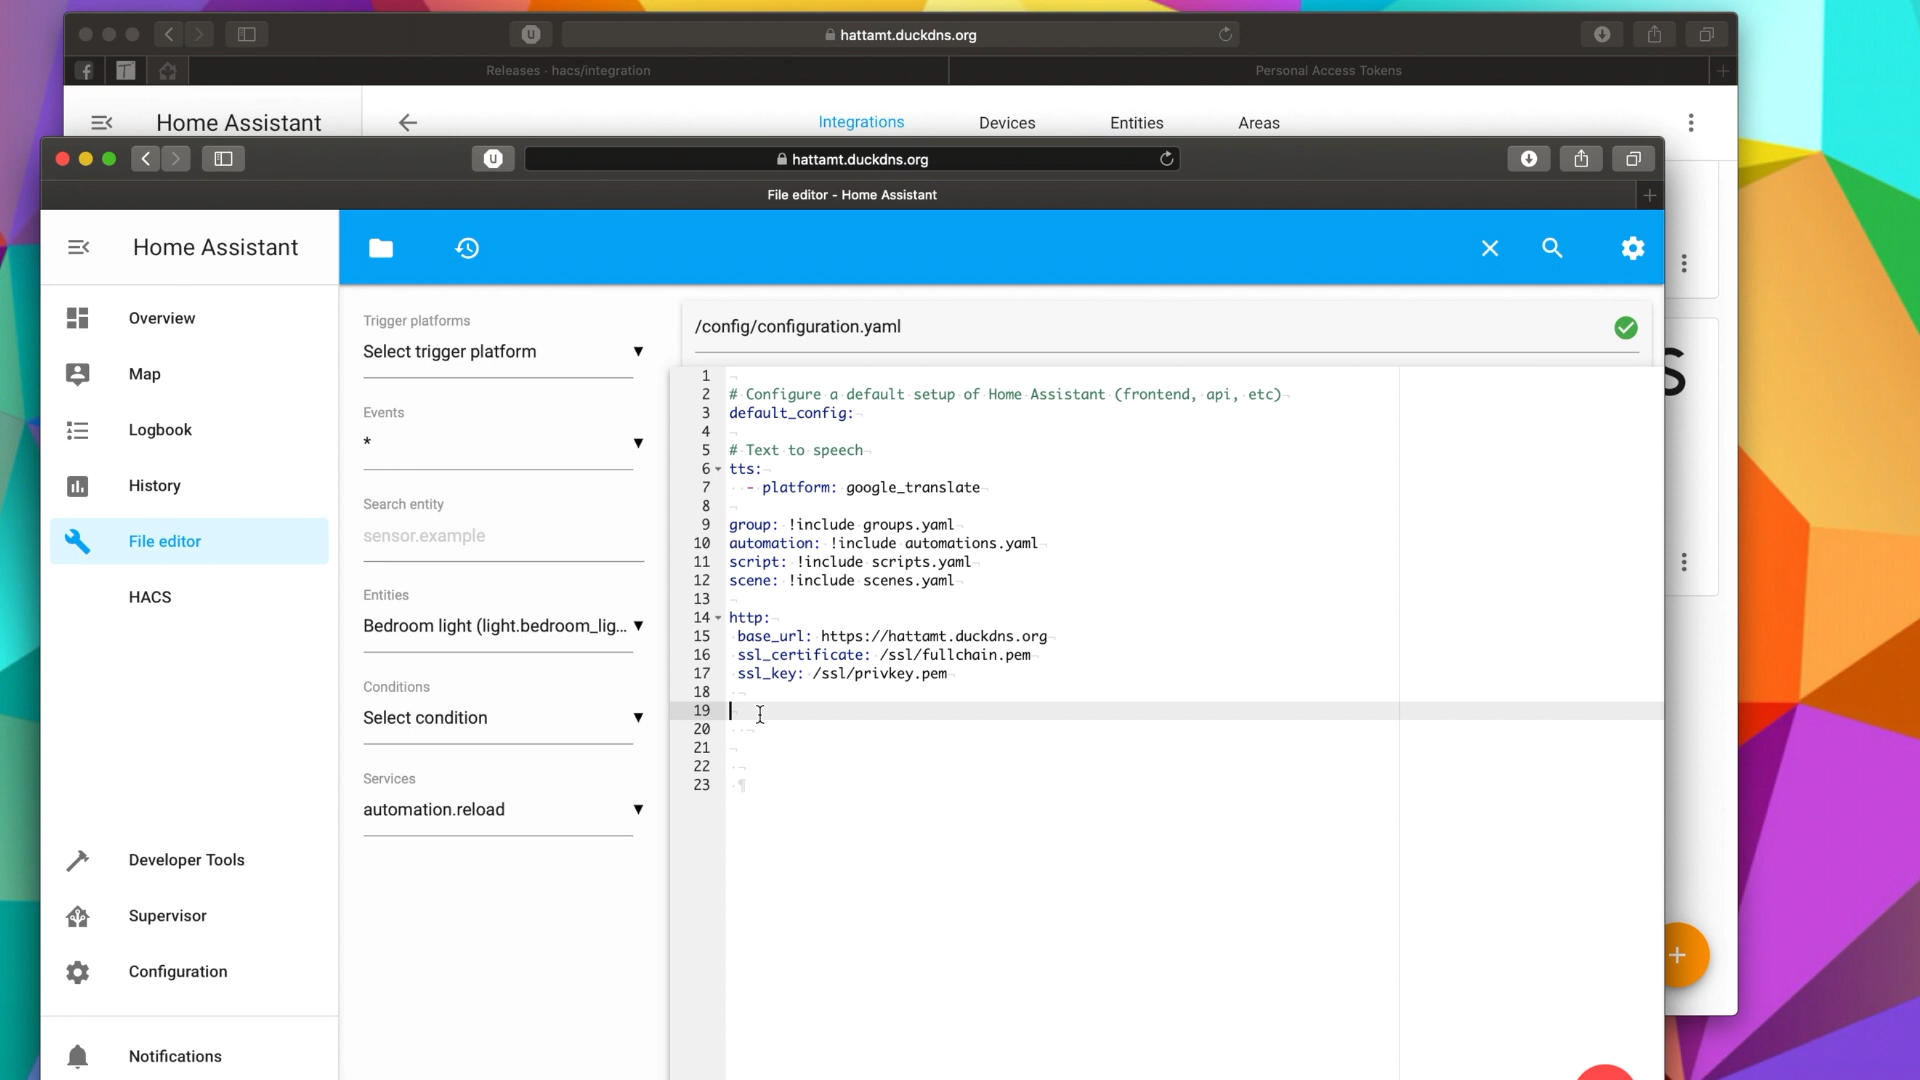 hattamt.duckdns.org
Releases - hacs/integration
Personal Access Tokens
Home Assistant
Integrations
Devices
Entities
Areas
hattamt.duckdns.org
File editor - Home Assistant
Home Assistant
Overview
Map
Logbook
History
File editor
HACS
Developer Tools
Supervisor
Configuration
Notifications
Trigger platforms
Select trigger platform
Events
*
Search entity
sensor.example
Entities
Bedroom light (light.bedroom_lig...
Conditions
Select condition
Services
automation.reload
/config/configuration.yaml
1
2 # Configure a default setup of Home Assistant (frontend, api, etc)
3 default_config:
4
5 # Text to speech
6 tts:
7 - platform: google_translate
8
9 group: !include groups.yaml
10 automation: !include automations.yaml
11 script: !include scripts.yaml
12 scene: !include scenes.yaml
13
14 http:
15 base_url: https://hattamt.duckdns.org
16 ssl_certificate: /ssl/fullchain.pem
17 ssl_key: /ssl/privkey.pem
18
19
20
21
22
23
s